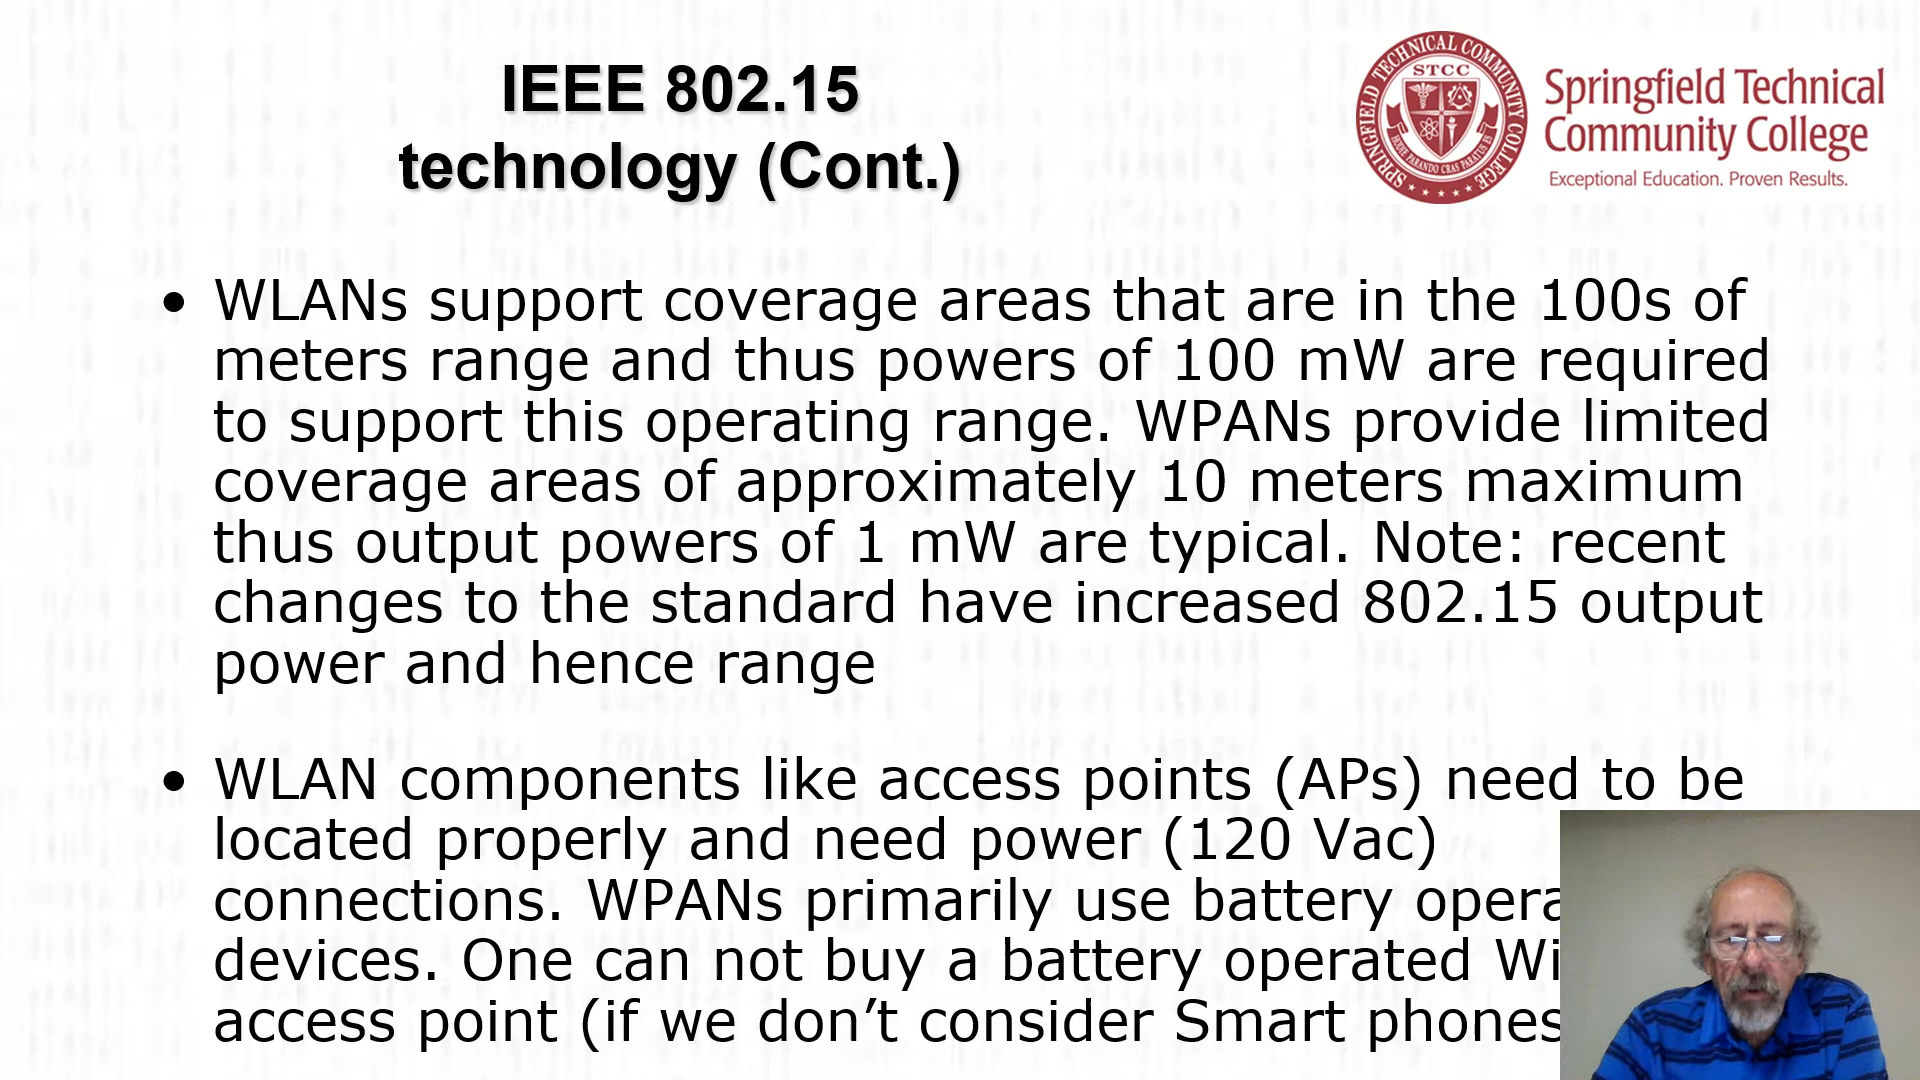 IEEE 802.15
technology (Cont.)
SPRINGFIELD TECHNICAL COMMUNITY COLLEGE
STCC
Springfield Technical
Community College
Exceptional Education. Proven Results.
• WLANs support coverage areas that are in the 100s of
meters range and thus powers of 100 mW are required
to support this operating range. WPANs provide limited
coverage areas of approximately 10 meters maximum
thus output powers of 1 mW are typical. Note: recent
changes to the standard have increased 802.15 output
power and hence range
• WLAN components like access points (APs) need to be
located properly and need power (120 Vac)
connections. WPANs primarily use battery opera
devices. One can not buy a battery operated Wi
access point (if we don’t consider Smart phones